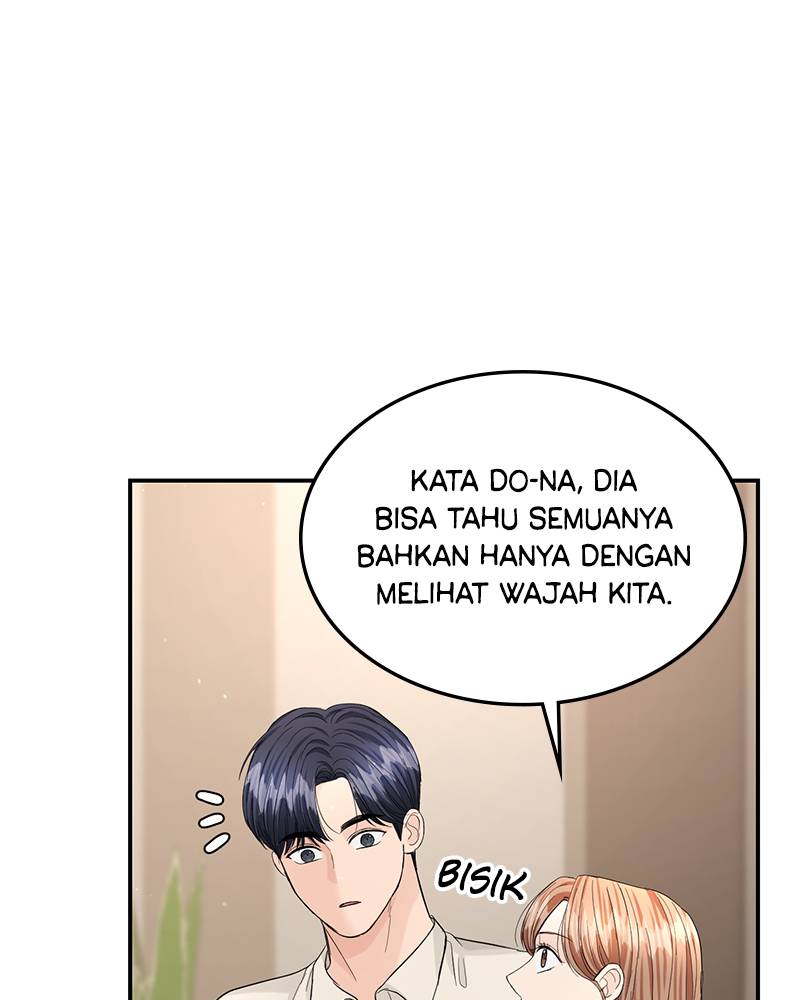 KATA DO-NA, DIA
BISA TAHU SEMUANYA
BAHKAN HANYA DENGAN
MELIHAT WAJAH KITA.
BISIK